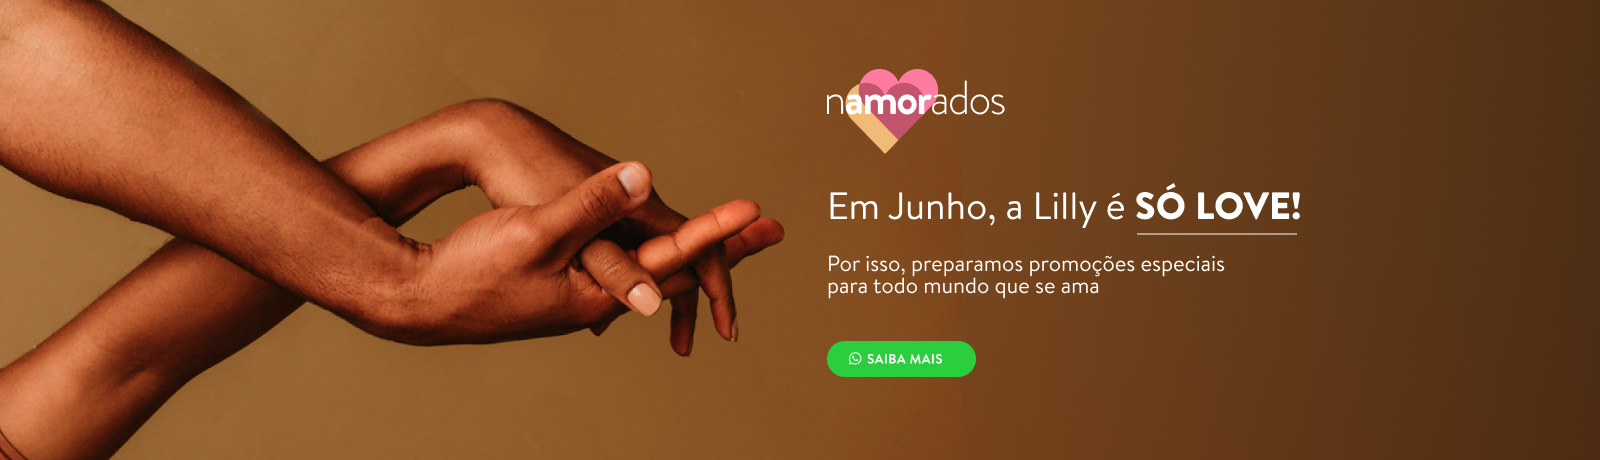 namorados
Em Junho, a Lilly é SÓ LOVE!
Por isso, preparamos promoções especiais
para todo mundo que se ama
SAIBA MAIS